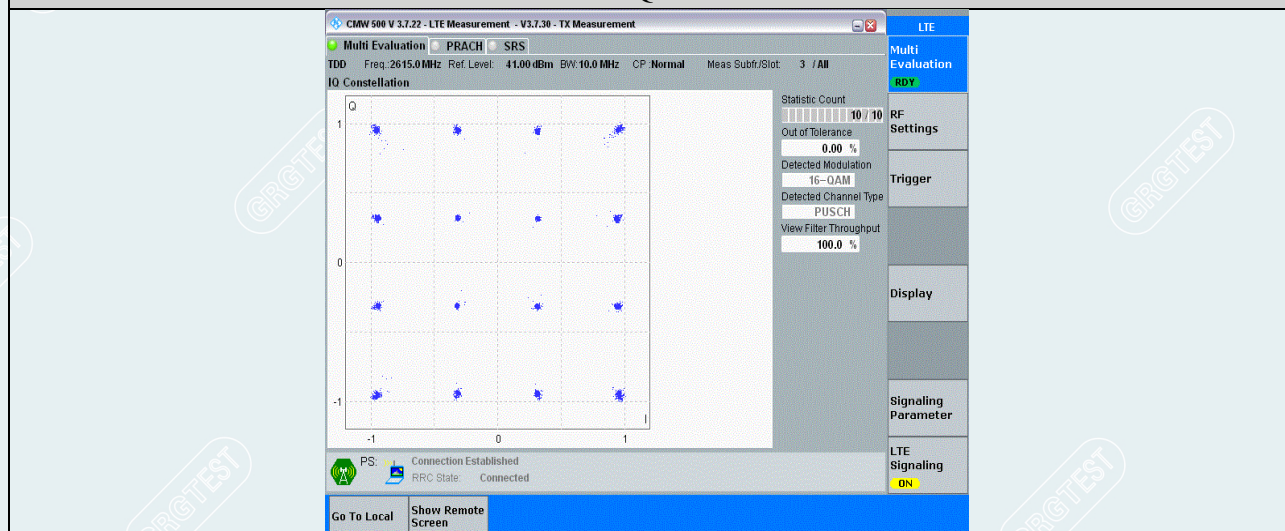 Q
CMW 500 V 3.7.22 - LTE Measurement - V3.7.30 - TX Measurement
LTE
Multi Evaluation PRACH SRS
TDD Freq.:2615.0 MHz Ref. Level: 41.00 dBm BW:10.0 MHz CP :Normal Meas Subfr./Slot: 3 / All
IQ Constellation
Q
1
0
-1
-1 0 1
I
Statistic Count
10 / 10
Out of Tolerance
0.00 %
Detected Modulation
16-QAM
Detected Channel Type
PUSCH
View Filter Throughput
100.0 %
Multi
Evaluation
RDY
RF
Settings
Trigger
Display
Signaling
Parameter
LTE
Signaling
ON
PS: Connection Established
RRC State: Connected
Go To Local
Show Remote
Screen
GRGTEST
GRGTEST
GRGTEST
GRGTEST